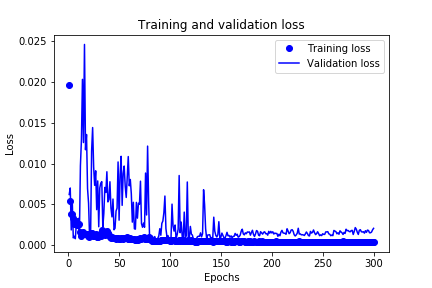 Training and validation loss
0.025
0.020
0.015
0.010
0.005
0.000
Loss
Training loss
Validation loss
0 50 100 150 200 250 300
Epochs